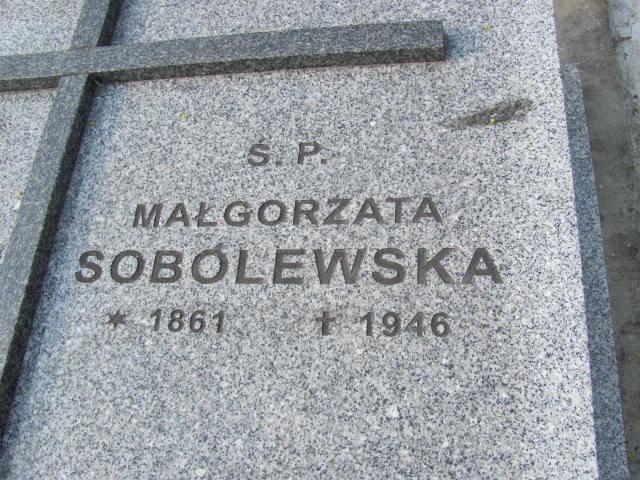 Ś. P.
MAŁGORZATA
SOBOLEWSKA
* 1861 ✝ 1946